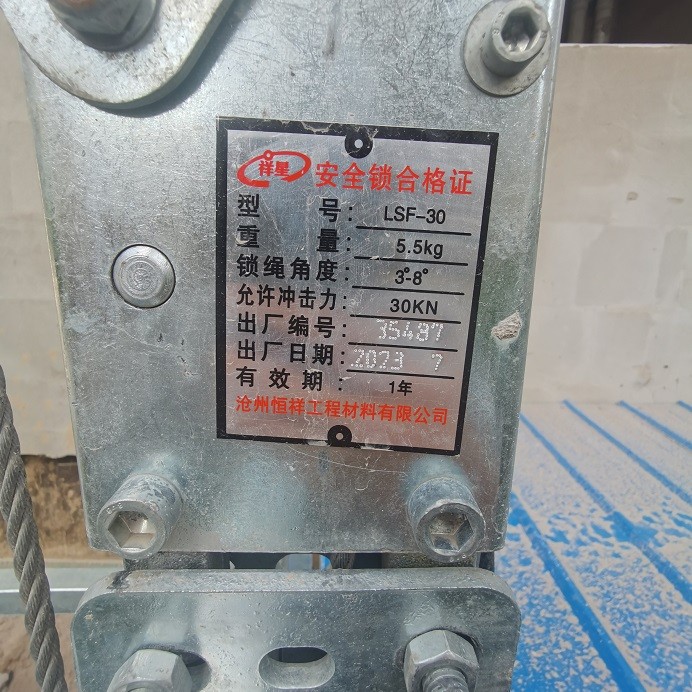 祥星 安全锁合格证
型 号: LSF-30
重 量: 5.5kg
锁绳角度: 3°-8°
允许冲击力: 30KN
出厂编号: 35487
出厂日期: 2023 7
有效期: 1年
沧州恒祥工程材料有限公司